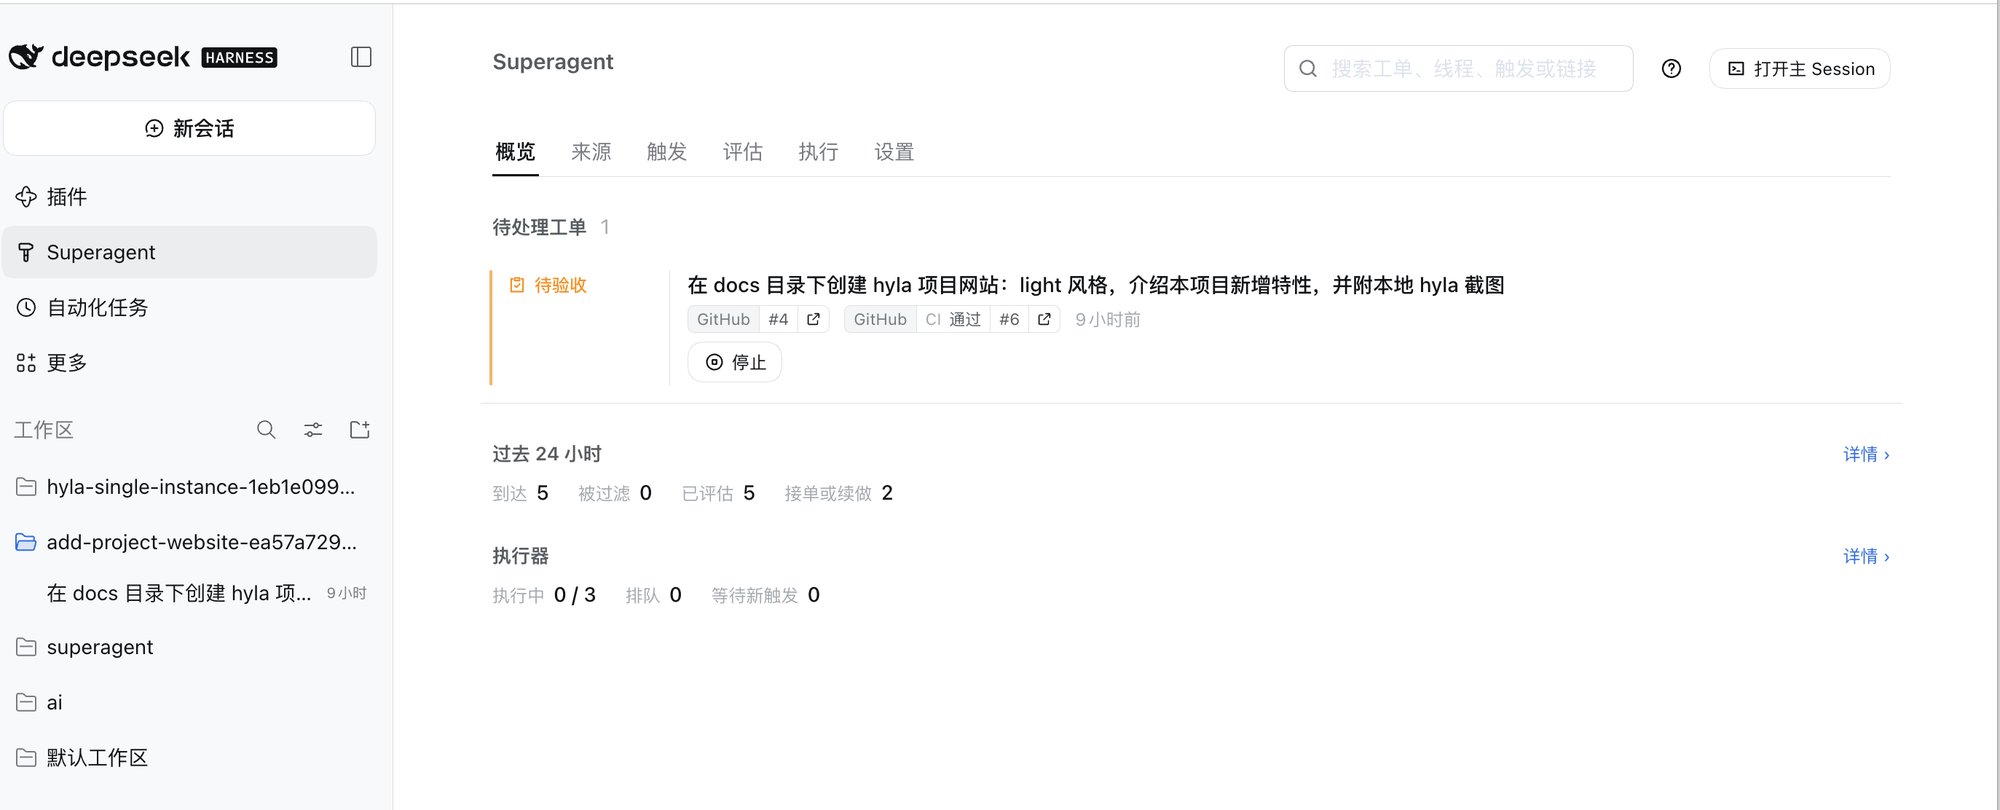 deepseek HARNESS
新会话
插件
Superagent
自动化任务
更多
工作区
hyla-single-instance-1eb1e099...
add-project-website-ea57a729...
在 docs 目录下创建 hyla 项... 9小时
superagent
ai
默认工作区
Superagent
搜索工单、线程、触发或链接
打开主 Session
概览 来源 触发 评估 执行 设置
待处理工单 1
待验收
在 docs 目录下创建 hyla 项目网站：light 风格，介绍本项目新增特性，并附本地 hyla 截图
GitHub #4 GitHub CI 通过 #6 9小时前
停止
过去 24 小时 详情 ›
到达 5 被过滤 0 已评估 5 接单或续做 2
执行器 详情 ›
执行中 0 / 3 排队 0 等待新触发 0